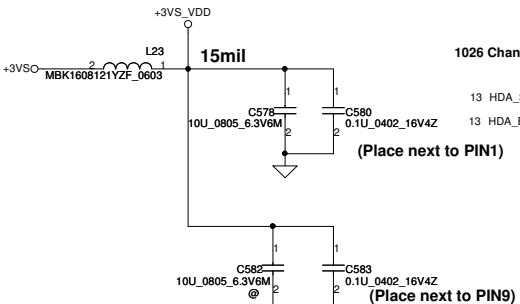 +3VS_VDD
L23
15mil
1026 Chan
+3VS
2
1
MBK1608121YZF_0603
13 HDA_
13 HDA_
1
1
C578
C580
10U_0805_6.3V6M
0.1U_0402_16V4Z
2
2
(Place next to PIN1)
1
1
C582
C583
10U_0805_6.3V6M
0.1U_0402_16V4Z
@
2
2
(Place next to PIN9)